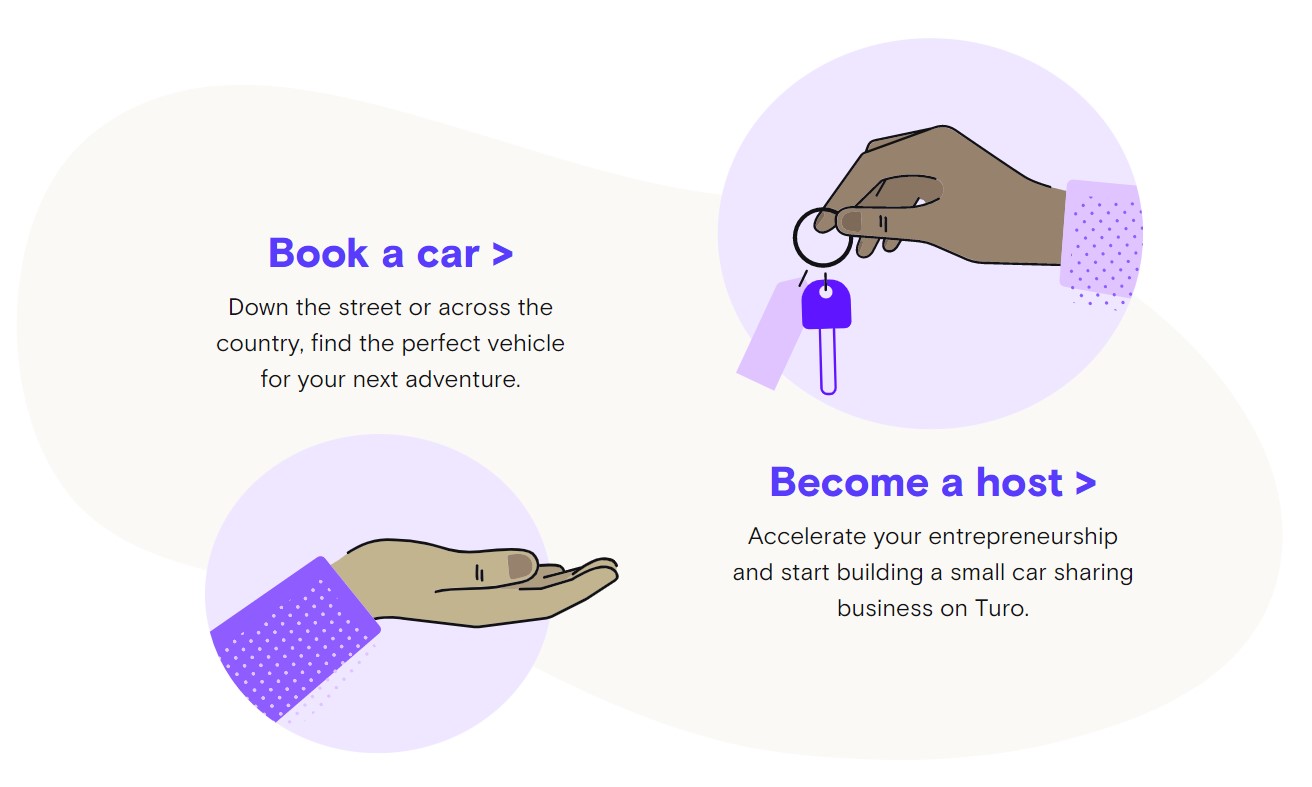 Book a car >
Down the street or across the
country, find the perfect vehicle
for your next adventure.
Become a host >
Accelerate your entrepreneurship
and start building a small car sharing
business on Turo.